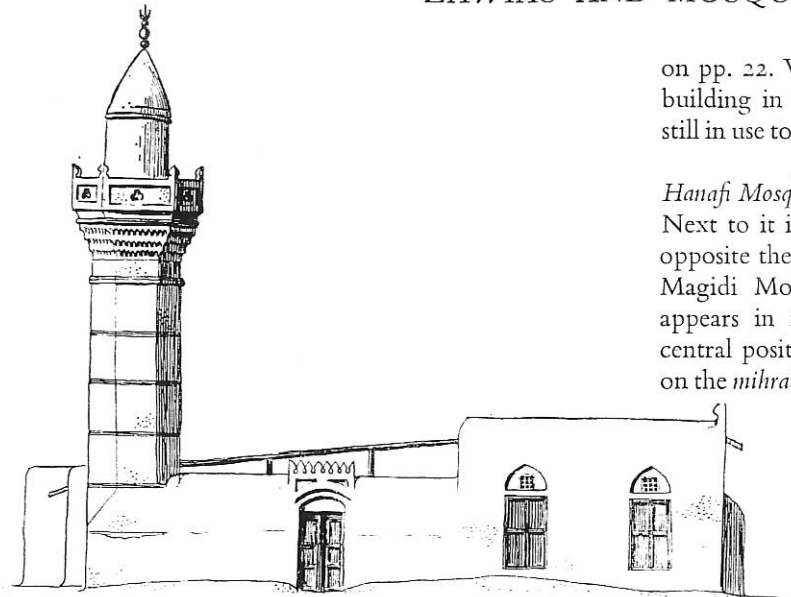 AND
on pp. 22.
building in
still in use to
Hanafi Mosq
Next to it i
opposite the
Magidi Mo
appears in
central posit
on the mihra